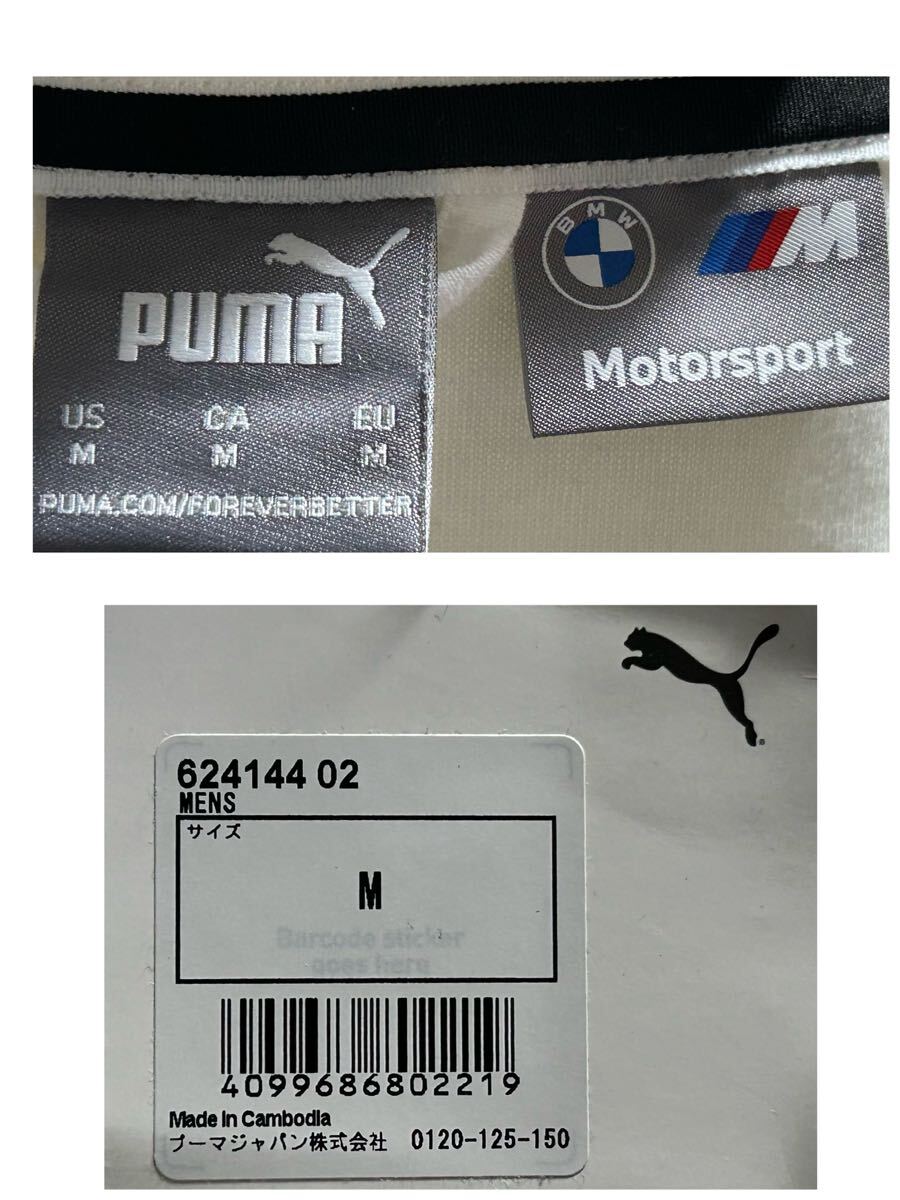 PUMA
US CA EU
M M M
PUMA.COM/FOREVERBETTER
BMW M
Motorsport
624144 02
MENS
サイズ
M
Barcode sticker
goes here
4099686802219
Made in Cambodia
プーマジャパン株式会社 0120-125-150